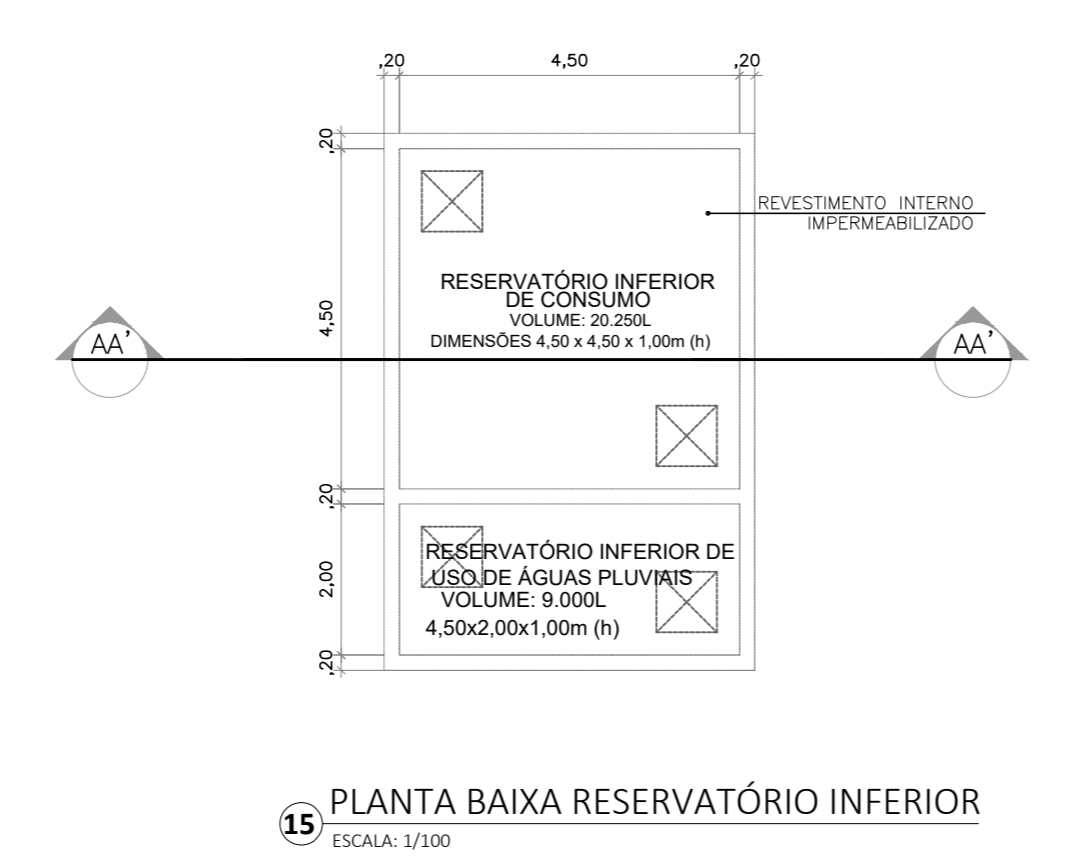 ,20 4,50 ,20
,20
REVESTIMENTO INTERNO
IMPERMEABILIZADO
RESERVATÓRIO INFERIOR
DE CONSUMO
VOLUME: 20.250L
DIMENSÕES 4,50 x 4,50 x 1,00m (h)
4,50
AA'
AA'
,20
RESERVATÓRIO INFERIOR DE
USO DE ÁGUAS PLUVIAIS
VOLUME: 9.000L
4,50x2,00x1,00m (h)
2,00
,20
15 PLANTA BAIXA RESERVATÓRIO INFERIOR
ESCALA: 1/100